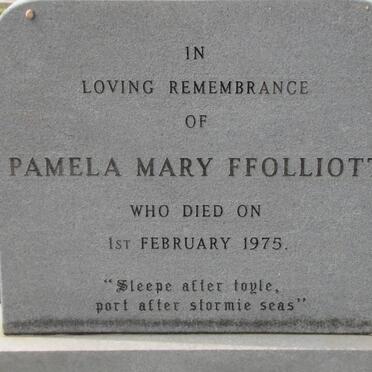 IN
LOVING REMEMBRANCE
OF
PAMELA MARY FFOLLIOTT
WHO DIED ON
1ST FEBRUARY 1975.
"Sleepe after toyle,
port after stormie seas"